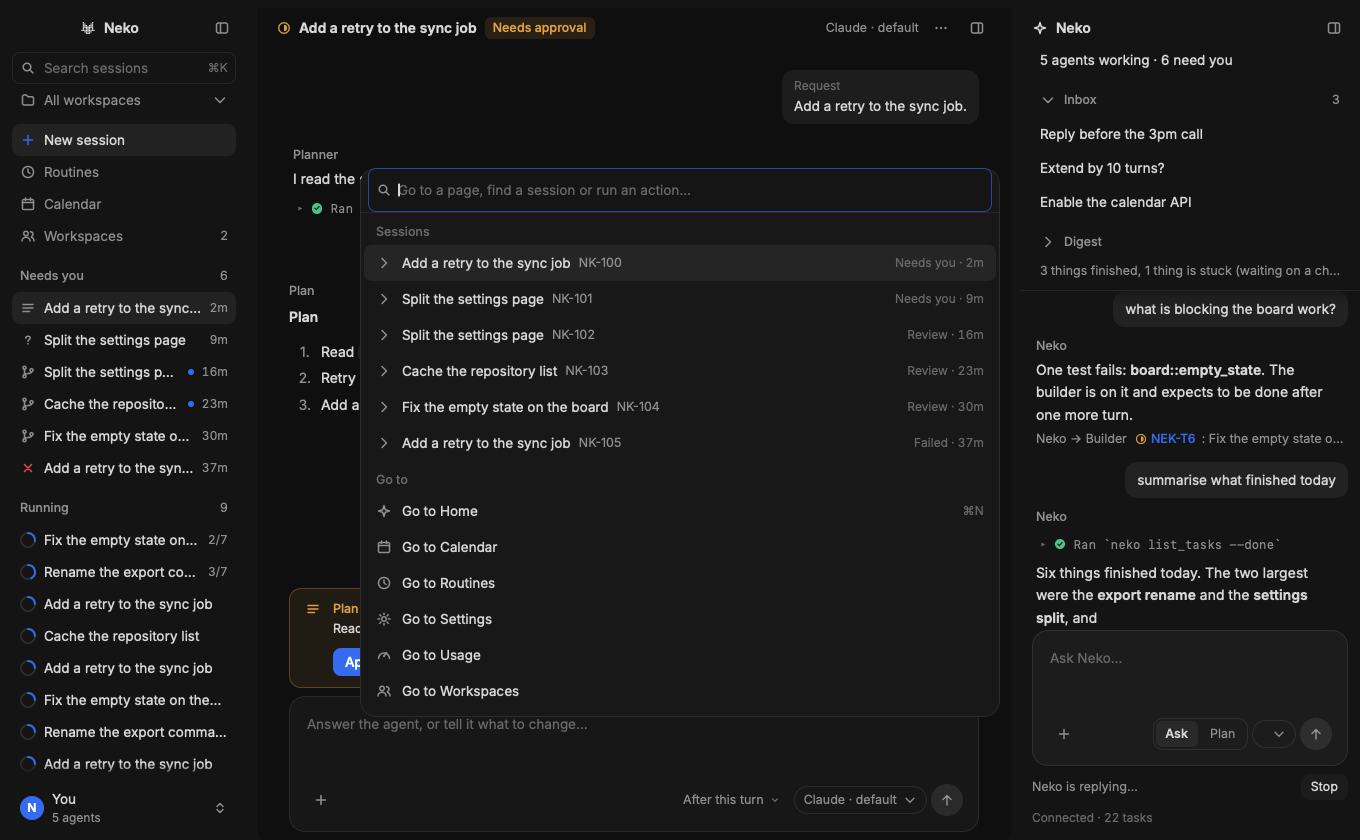 Neko
Search sessions ⌘K
All workspaces
New session
Routines
Calendar
Workspaces 2
Needs you 6
Add a retry to the sync... 2m
? Split the settings page 9m
Split the settings p... 16m
Cache the reposito... 23m
Fix the empty state o... 30m
Add a retry to the syn... 37m
Running 9
Fix the empty state on... 2/7
Rename the export co... 3/7
Add a retry to the sync job
Cache the repository list
Add a retry to the sync job
Fix the empty state on the...
Rename the export comma...
Add a retry to the sync job
N You
5 agents
Add a retry to the sync job Needs approval Claude · default ...
Request
Add a retry to the sync job.
Planner
I read the
Ran
Plan
Plan
1. Read
2. Retry
3. Add a
Plan
Go to a page, find a session or run an action...
Sessions
Add a retry to the sync job NK-100 Needs you · 2m
Split the settings page NK-101 Needs you · 9m
Split the settings page NK-102 Review · 16m
Cache the repository list NK-103 Review · 23m
Fix the empty state on the board NK-104 Review · 30m
Add a retry to the sync job NK-105 Failed · 37m
Go to
Go to Home ⌘N
Go to Calendar
Go to Routines
Go to Settings
Go to Usage
Go to Workspaces
Answer the agent, or tell it what to change...
After this turn Claude · default
Neko
5 agents working · 6 need you
Inbox 3
Reply before the 3pm call
Extend by 10 turns?
Enable the calendar API
Digest
3 things finished, 1 thing is stuck (waiting on a ch...
what is blocking the board work?
Neko
One test fails: board::empty_state. The
builder is on it and expects to be done after
one more turn.
Neko → Builder NEK-T6 : Fix the empty state o...
summarise what finished today
Neko
Ran `neko list_tasks --done`
Six things finished today. The two largest
were the export rename and the settings
split, and
Ask Neko...
Ask Plan
Neko is replying... Stop
Connected · 22 tasks